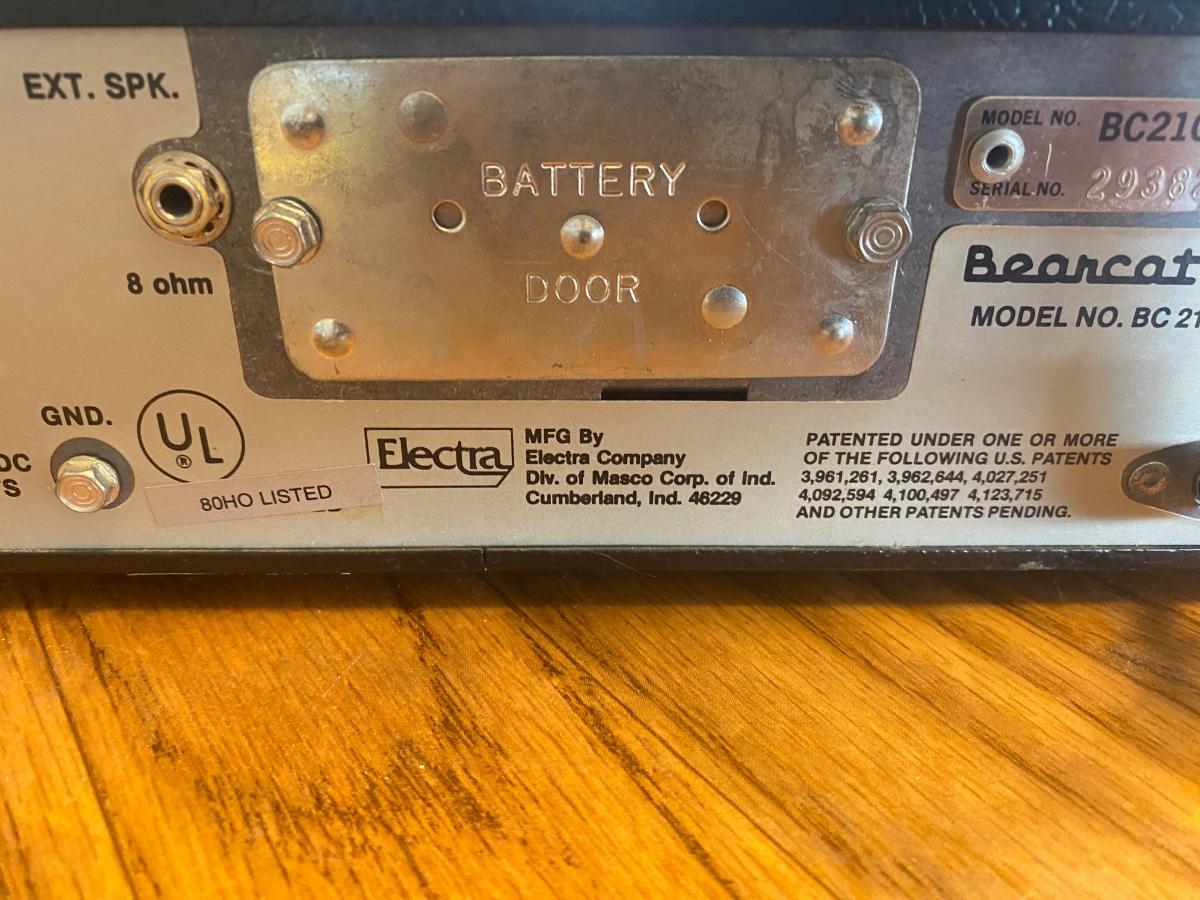 EXT. SPK.
8 ohm
BATTERY
DOOR
MODEL NO. BC210
SERIAL NO. 2938
Bearcat
MODEL NO. BC 21
GND.
DC
UL
®
80HO LISTED
Electra
MFG By
Electra Company
Div. of Masco Corp. of Ind.
Cumberland, Ind. 46229
PATENTED UNDER ONE OR MORE
OF THE FOLLOWING U.S. PATENTS
3,961,261, 3,962,644, 4,027,251
4,092,594 4,100,497 4,123,715
AND OTHER PATENTS PENDING.